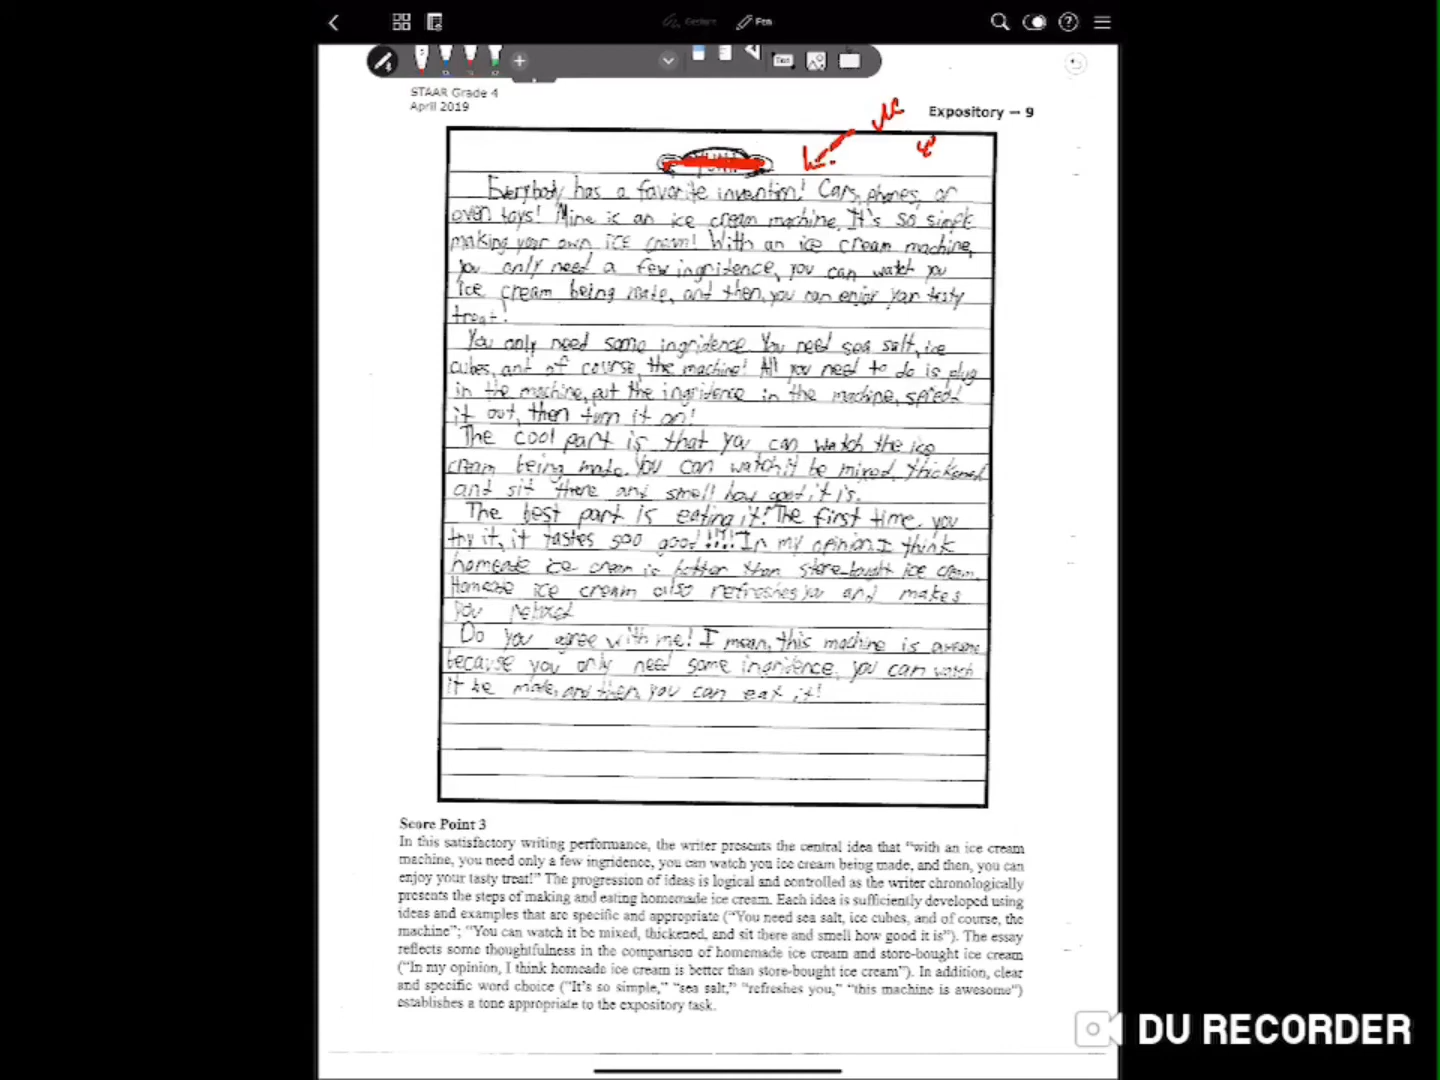 Gesture
Pen
Text
STAAR Grade 4
April 2019
Expository – 9
Everybody has a favorite invention! Cars, phones, or
oven toys! Mine is an ice cream machine. It's so simple
making your own ice cream! With an ice cream machine,
you only need a few ingridence, you can watch you
ice cream being made, and then, you can enjoy your tasty
treat!
You only need some ingridence. You need sea salt, ice
cubes, and of course, the machine! All you need to do is plug
in the machine, put the ingridence in the machine, spread
it out, then turn it on!
The cool part is that you can watch the ice
cream being made. You can watch it be mixed, thickened,
and sit there and smell how good it is.
The best part is eating it! The first time you
try it, it tastes soo good!!!!! In my opinion, I think
homeade ice cream is better than store-bought ice cream.
Homeade ice cream also refreshes you and makes
you relaxed
Do you agree with me! I mean, this machine is awesome
because you only need some ingridence, you can watch
it be made, and then, you can eat it!
Score Point 3
In this satisfactory writing performance, the writer presents the central idea that “with an ice cream
machine, you need only a few ingridence, you can watch you ice cream being made, and then, you can
enjoy your tasty treat!” The progression of ideas is logical and controlled as the writer chronologically
presents the steps of making and eating homemade ice cream. Each idea is sufficiently developed using
ideas and examples that are specific and appropriate (“You need sea salt, ice cubes, and of course, the
machine”; “You can watch it be mixed, thickened, and sit there and smell how good it is”). The essay
reflects some thoughtfulness in the comparison of homemade ice cream and store-bought ice cream
(“In my opinion, I think homeade ice cream is better than store-bought ice cream”). In addition, clear
and specific word choice (“It's so simple,” “sea salt,” “refreshes you,” “this machine is awesome”)
establishes a tone appropriate to the expository task.
DU RECORDER